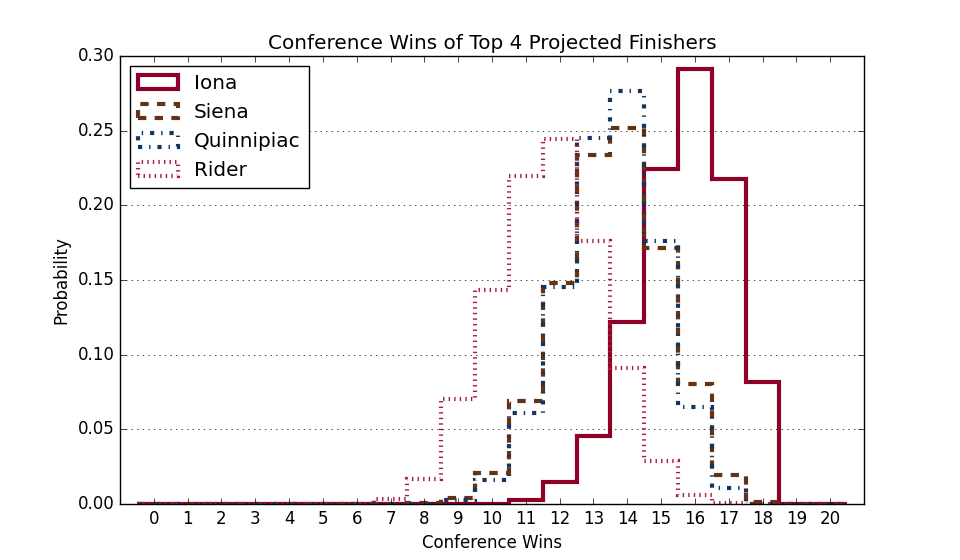 Conference Wins of Top 4 Projected Finishers
0.30
0.25
0.20
0.15
0.10
0.05
0.00
Probability
Iona
Siena
Quinnipiac
Rider
0 1 2 3 4 5 6 7 8 9 10 11 12 13 14 15 16 17 18 19 20
Conference Wins